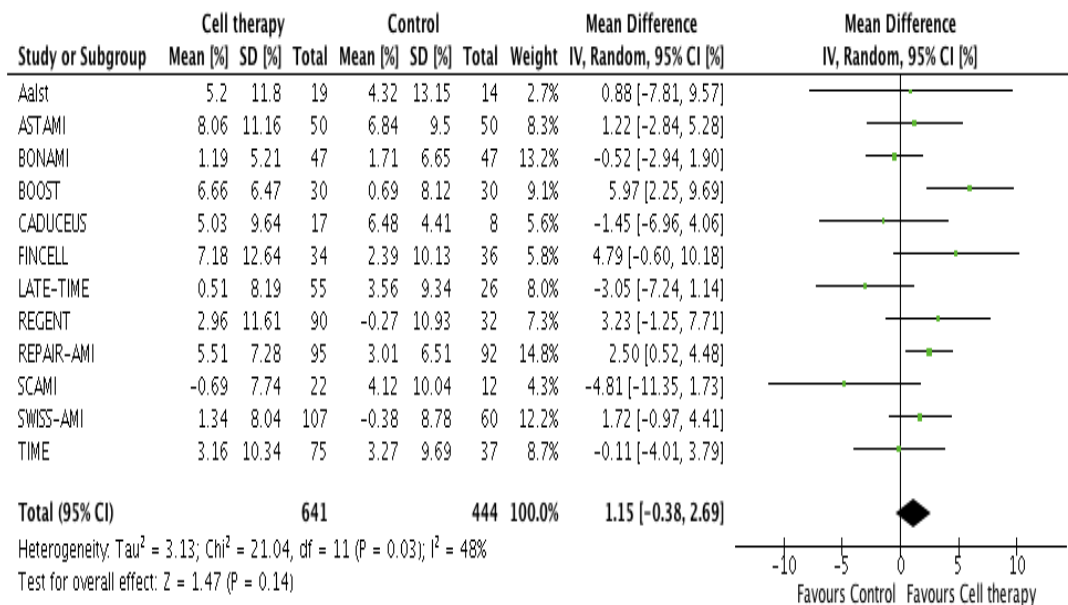 Cell therapy Control Mean Difference Mean Difference
Study or Subgroup Mean [%] SD [%] Total Mean [%] SD [%] Total Weight IV, Random, 95% CI [%] IV, Random, 95% CI [%]
Aalst 5.2 11.8 19 4.32 13.15 14 2.7% 0.88 [-7.81, 9.57]
ASTAMI 8.06 11.16 50 6.84 9.5 50 8.3% 1.22 [-2.84, 5.28]
BONAMI 1.19 5.21 47 1.71 6.65 47 13.2% -0.52 [-2.94, 1.90]
BOOST 6.66 6.47 30 0.69 8.12 30 9.1% 5.97 [2.25, 9.69]
CADUCEUS 5.03 9.64 17 6.48 4.41 8 5.6% -1.45 [-6.96, 4.06]
FINCELL 7.18 12.64 34 2.39 10.13 36 5.8% 4.79 [-0.60, 10.18]
LATE-TIME 0.51 8.19 55 3.56 9.34 26 8.0% -3.05 [-7.24, 1.14]
REGENT 2.96 11.61 90 -0.27 10.93 32 7.3% 3.23 [-1.25, 7.71]
REPAIR-AMI 5.51 7.28 95 3.01 6.51 92 14.8% 2.50 [0.52, 4.48]
SCAMI -0.69 7.74 22 4.12 10.04 12 4.3% -4.81 [-11.35, 1.73]
SWISS-AMI 1.34 8.04 107 -0.38 8.78 60 12.2% 1.72 [-0.97, 4.41]
TIME 3.16 10.34 75 3.27 9.69 37 8.7% -0.11 [-4.01, 3.79]
Total (95% CI) 641 444 100.0% 1.15 [-0.38, 2.69]
Heterogeneity: Tau² = 3.13; Chi² = 21.04, df = 11 (P = 0.03); I² = 48%
Test for overall effect: Z = 1.47 (P = 0.14)
-10 -5 0 5 10
Favours Control Favours Cell therapy